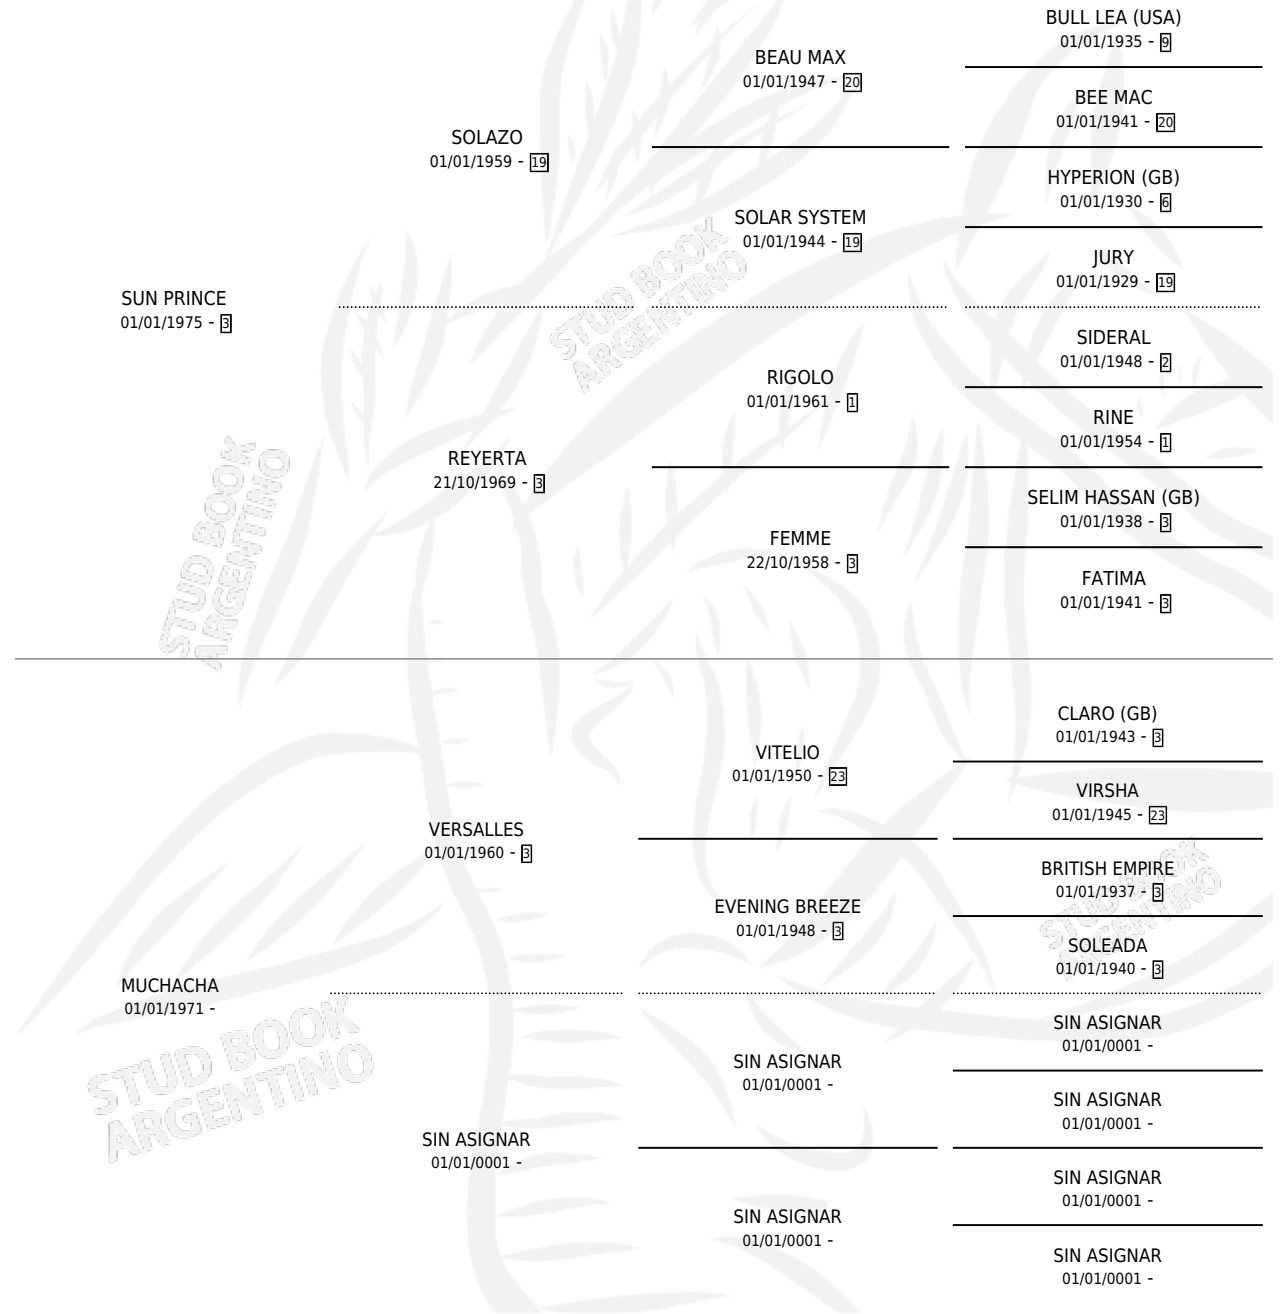 BULL LEA (USA)
01/01/1935 - 9
BEAU MAX
01/01/1947 - 20
BEE MAC
01/01/1941 - 20
SOLAZO
01/01/1959 - 19
HYPERION (GB)
01/01/1930 - 6
SOLAR SYSTEM
01/01/1944 - 19
JURY
01/01/1929 - 19
SUN PRINCE
01/01/1975 - 3
SIDERAL
01/01/1948 - 2
RIGOLO
01/01/1961 - 1
RINE
01/01/1954 - 1
REYERTA
21/10/1969 - 3
SELIM HASSAN (GB)
01/01/1938 - 3
FEMME
22/10/1958 - 3
FATIMA
01/01/1941 - 3
CLARO (GB)
01/01/1943 - 3
VITELIO
01/01/1950 - 23
VIRSHA
01/01/1945 - 23
VERSALLES
01/01/1960 - 3
BRITISH EMPIRE
01/01/1937 - 3
EVENING BREEZE
01/01/1948 - 3
SOLEADA
01/01/1940 - 3
MUCHACHA
01/01/1971 -
SIN ASIGNAR
01/01/0001 -
SIN ASIGNAR
01/01/0001 -
SIN ASIGNAR
01/01/0001 -
SIN ASIGNAR
01/01/0001 -
SIN ASIGNAR
01/01/0001 -
SIN ASIGNAR
01/01/0001 -
SIN ASIGNAR
01/01/0001 -
STUD BOOK
ARGENTINO
STUD BOOK
ARGENTINO
STUD BOOK
ARGENTINO
STUD BOOK
ARGENTINO